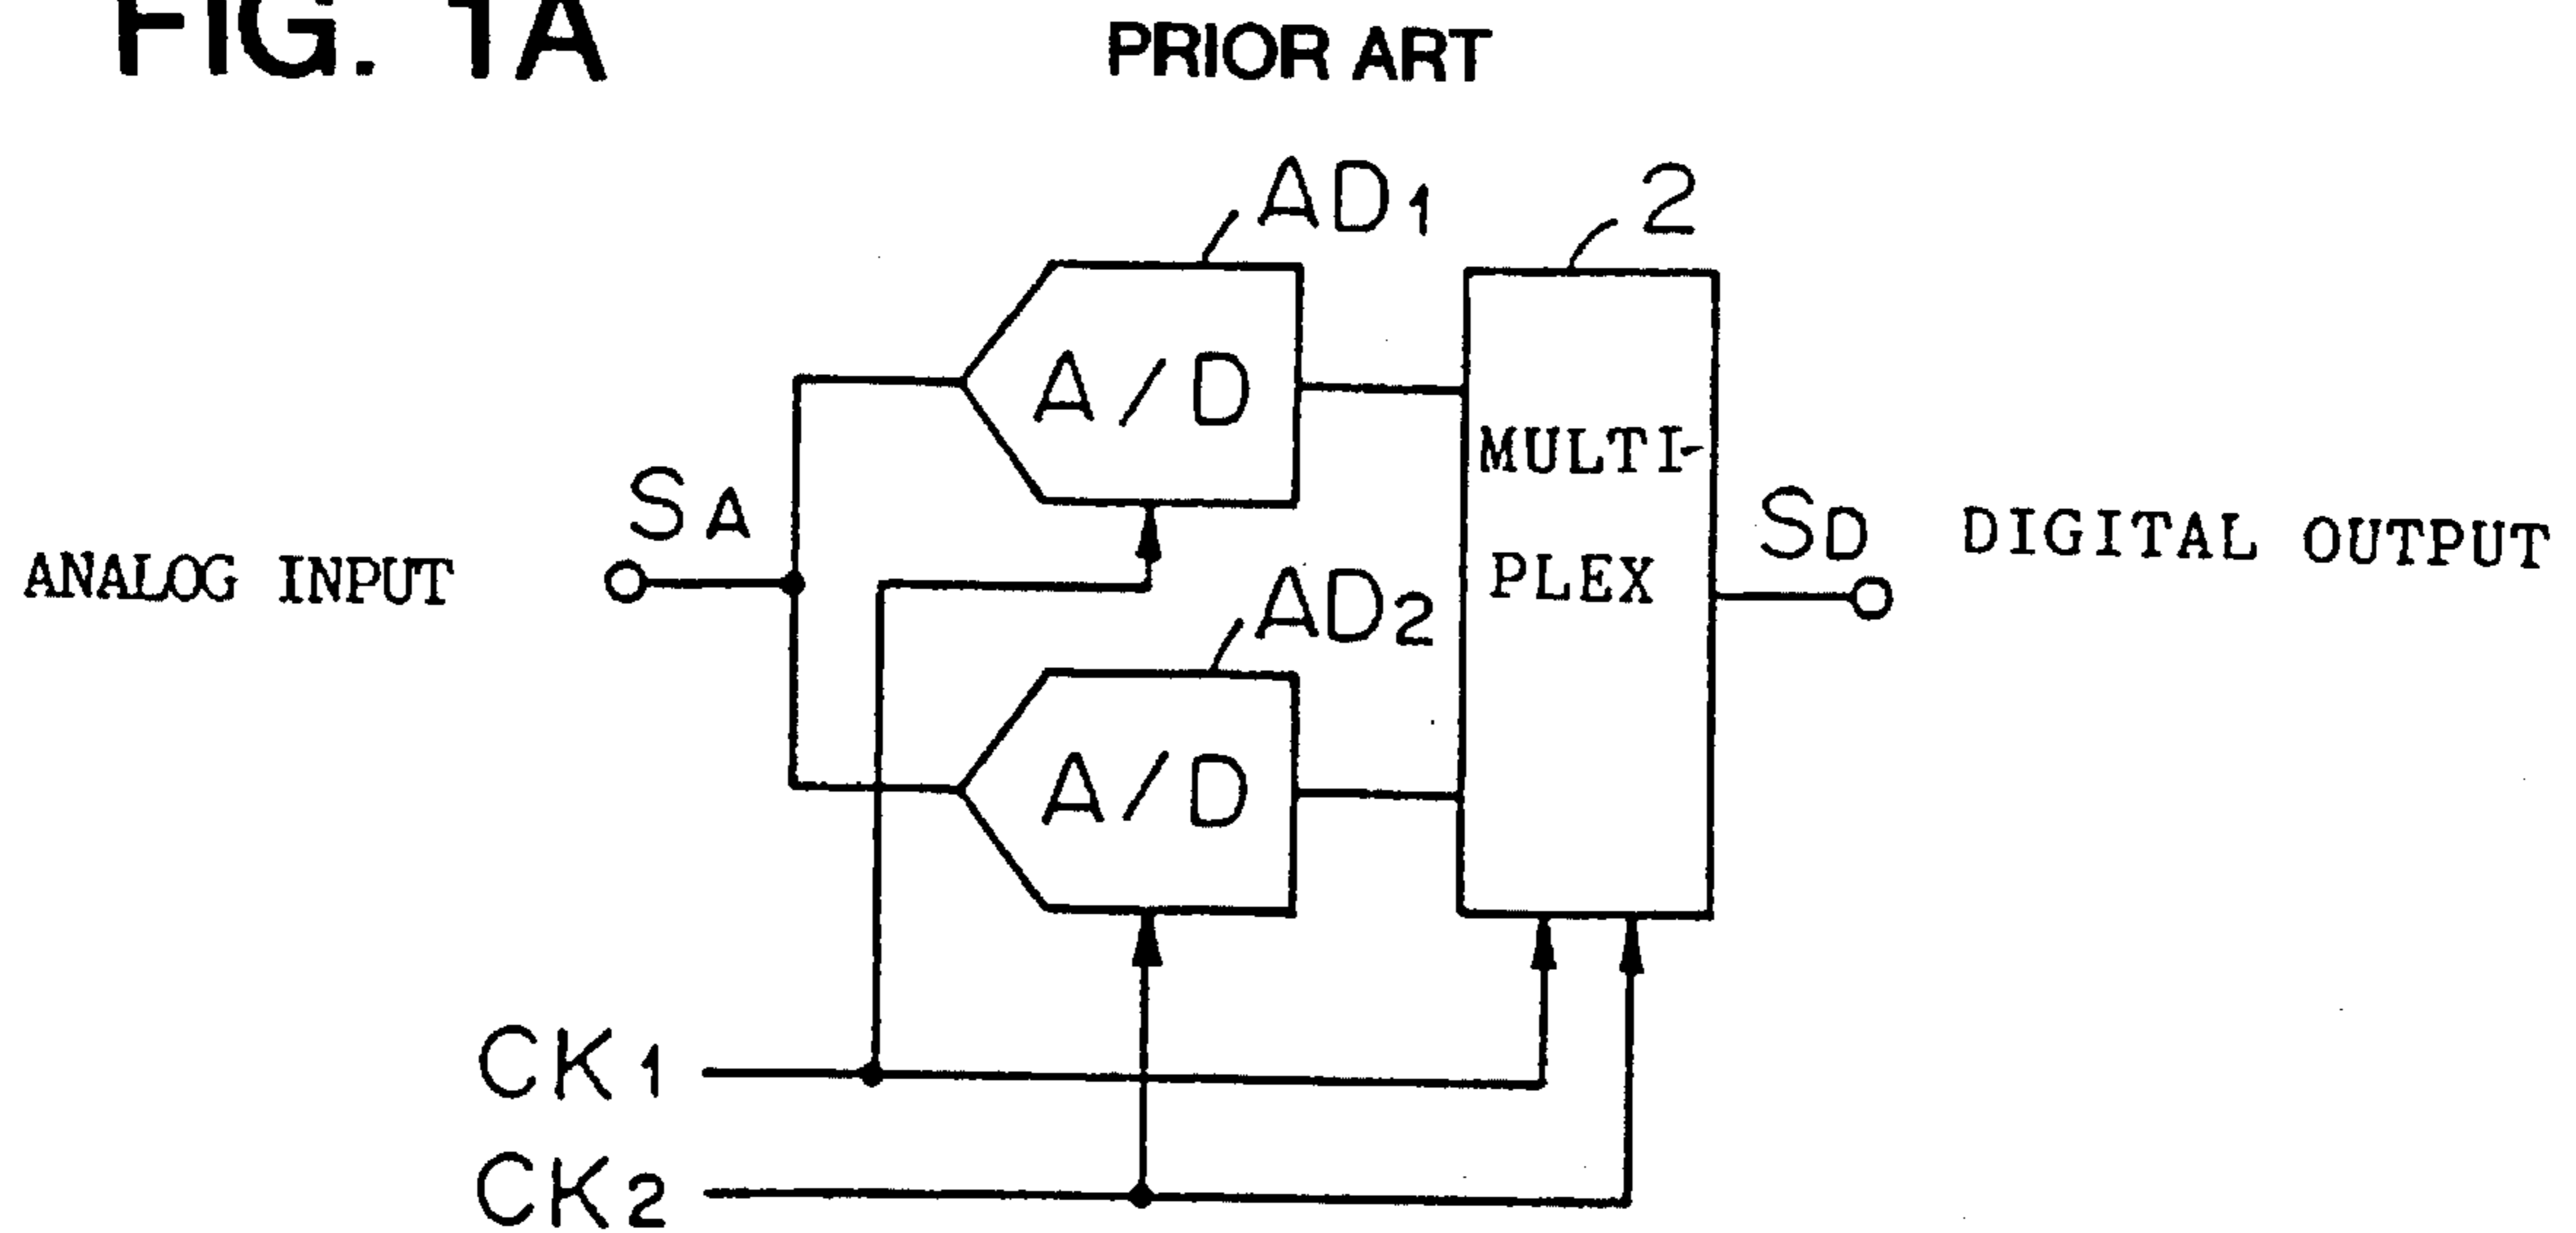 FIG. 1A
PRIOR ART
AD1
2
A/D
MULTI-
PLEX
SA
ANALOG INPUT
SD
DIGITAL OUTPUT
AD2
A/D
CK1
CK2